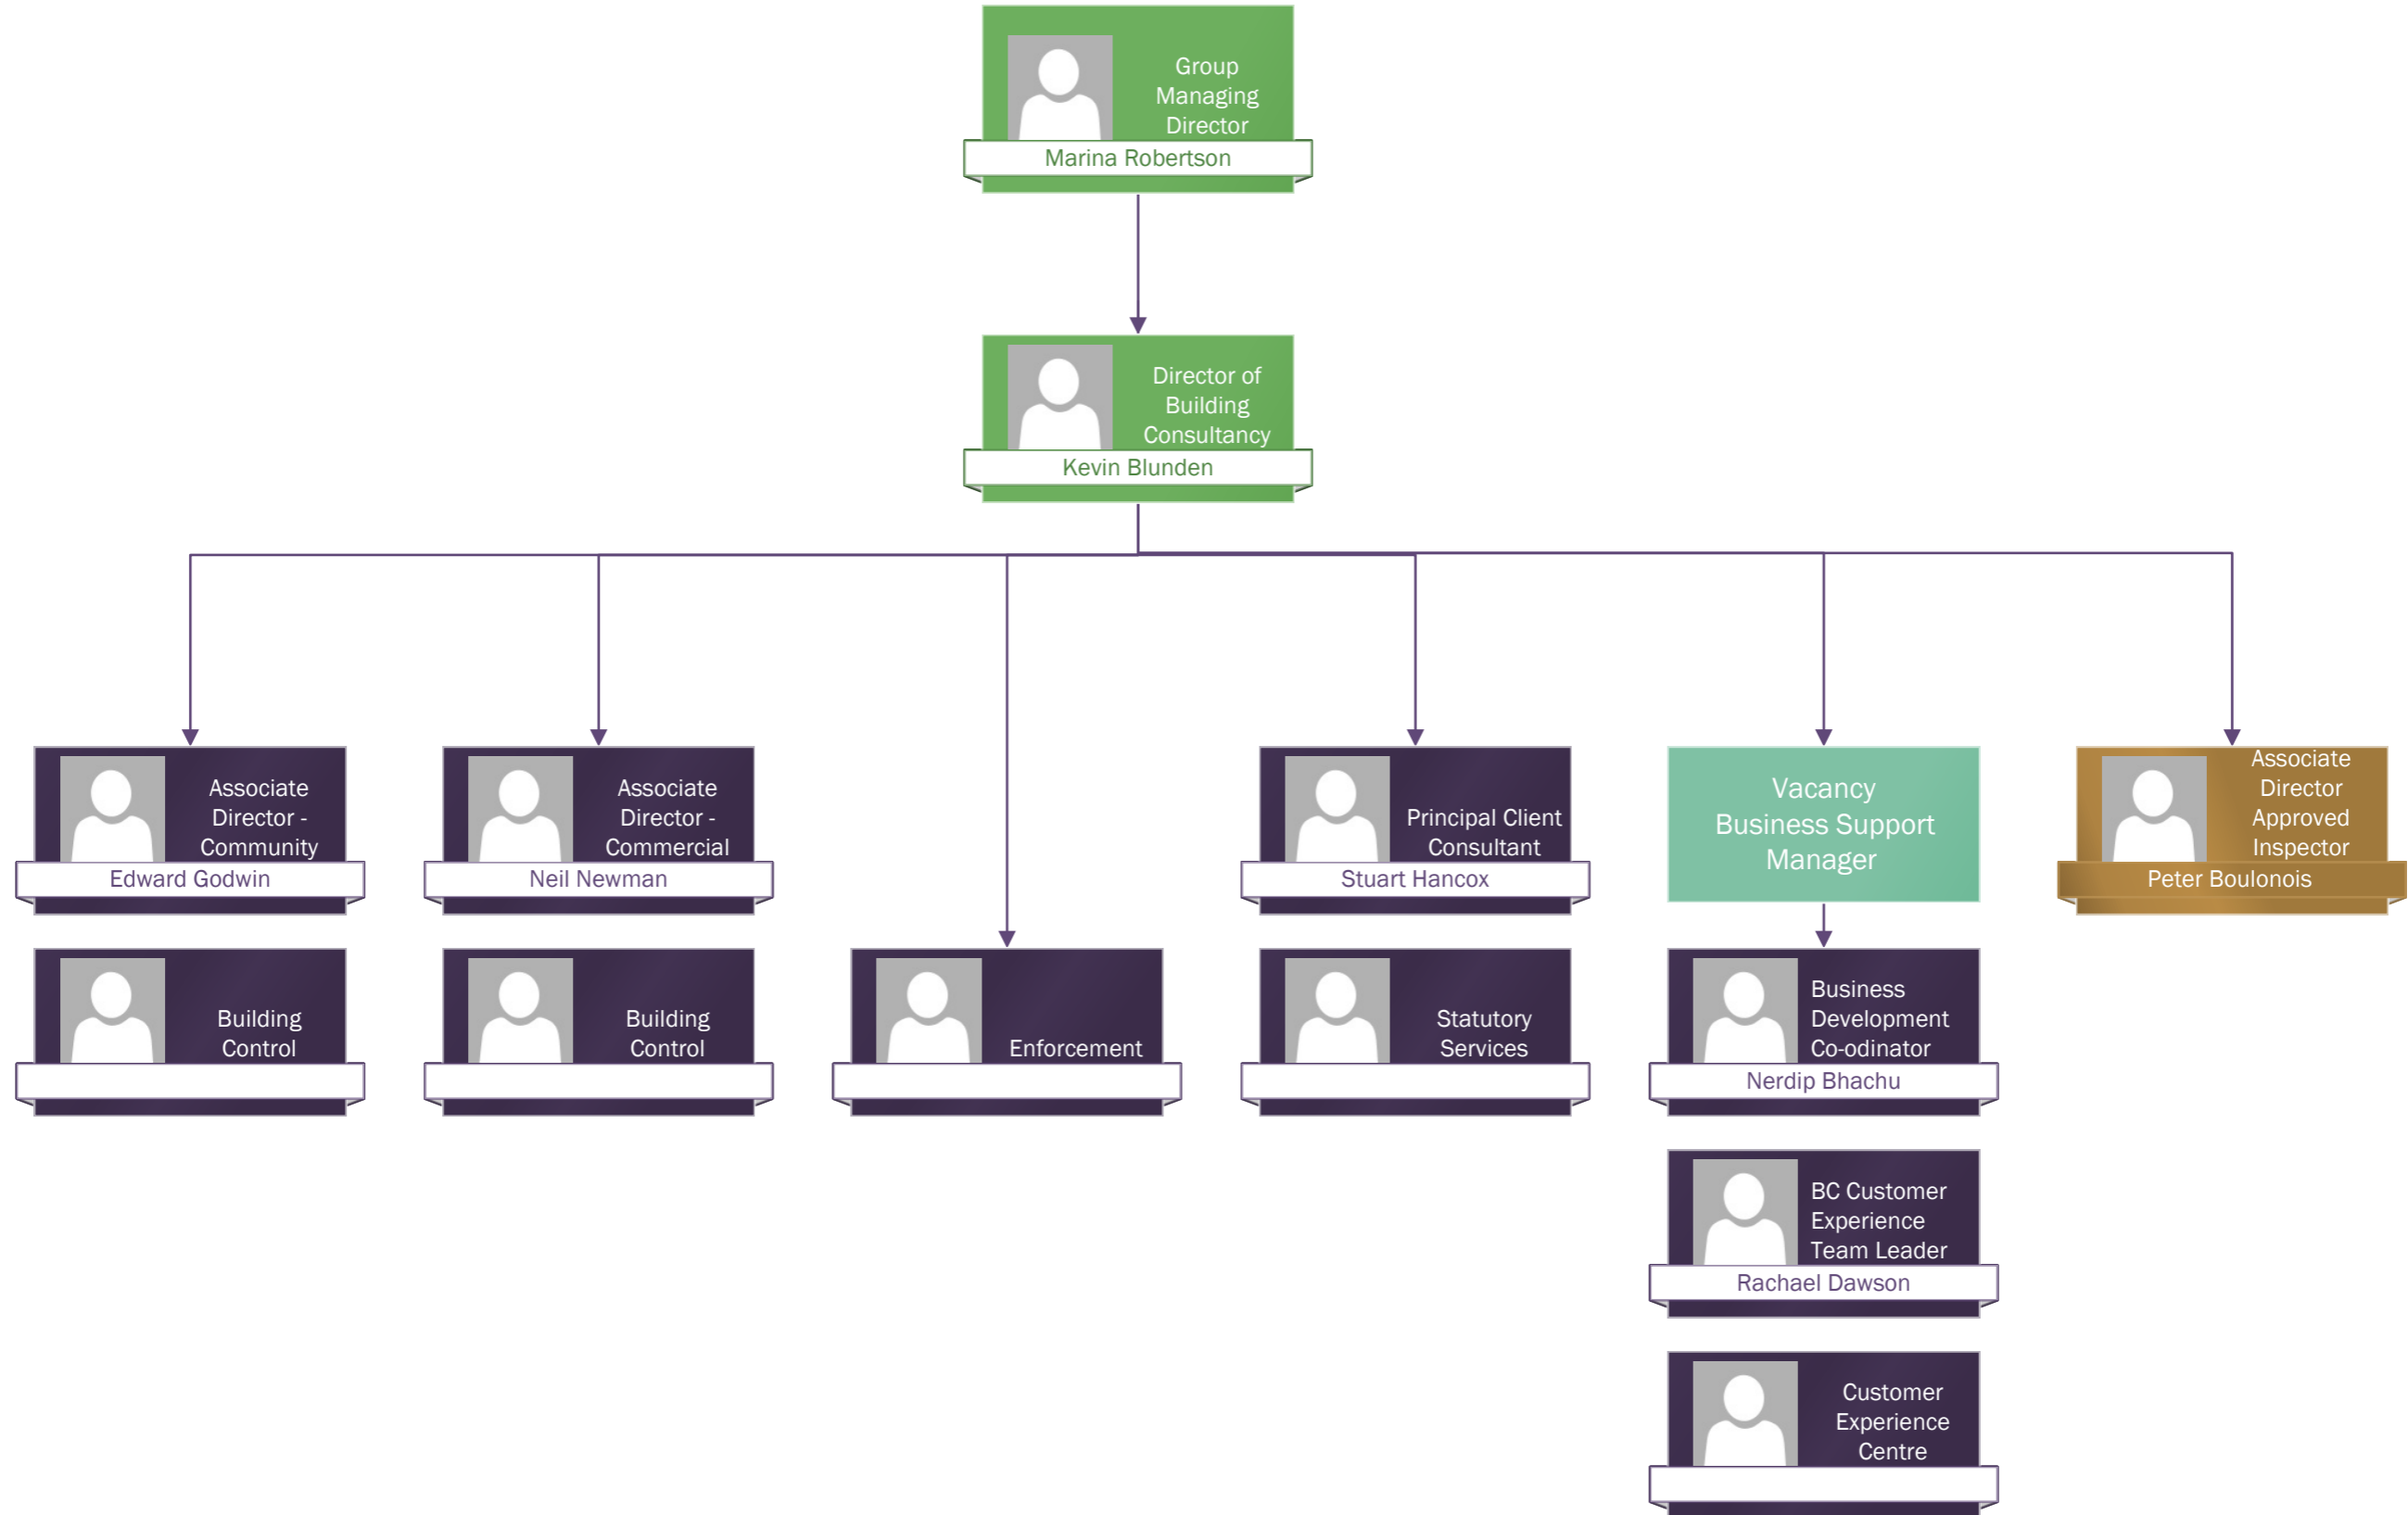 Group
Managing
Director
Marina Robertson
Director of
Building
Consultancy
Kevin Blunden
Associate
Director -
Community
Edward Godwin
Associate
Director -
Commercial
Neil Newman
Principal Client
Consultant
Stuart Hancox
Vacancy
Business Support
Manager
Associate
Director
Approved
Inspector
Peter Boulonois
Building
Control
Building
Control
Enforcement
Statutory
Services
Business
Development
Co-odinator
Nerdip Bhachu
BC Customer
Experience
Team Leader
Rachael Dawson
Customer
Experience
Centre